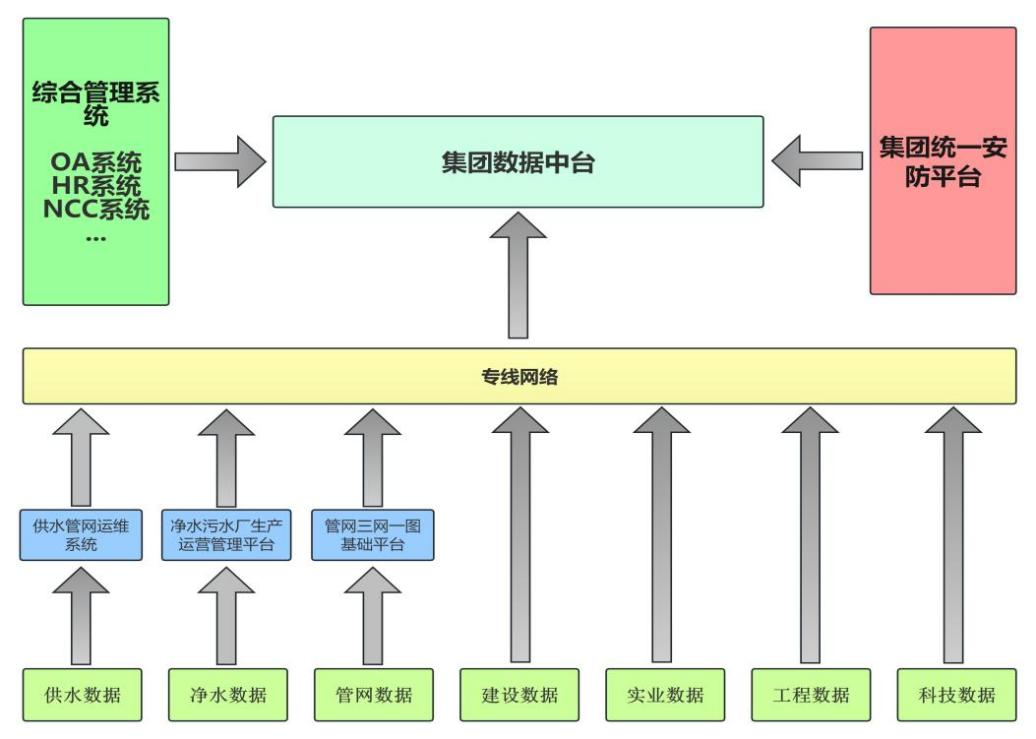 综合管理系
统
OA系统
HR系统
NCC系统
...
集团数据中台
集团统一安
防平台
专线网络
供水管网运维
系统
净水污水厂生产
运营管理平台
管网三网一图
基础平台
供水数据
净水数据
管网数据
建设数据
实业数据
工程数据
科技数据